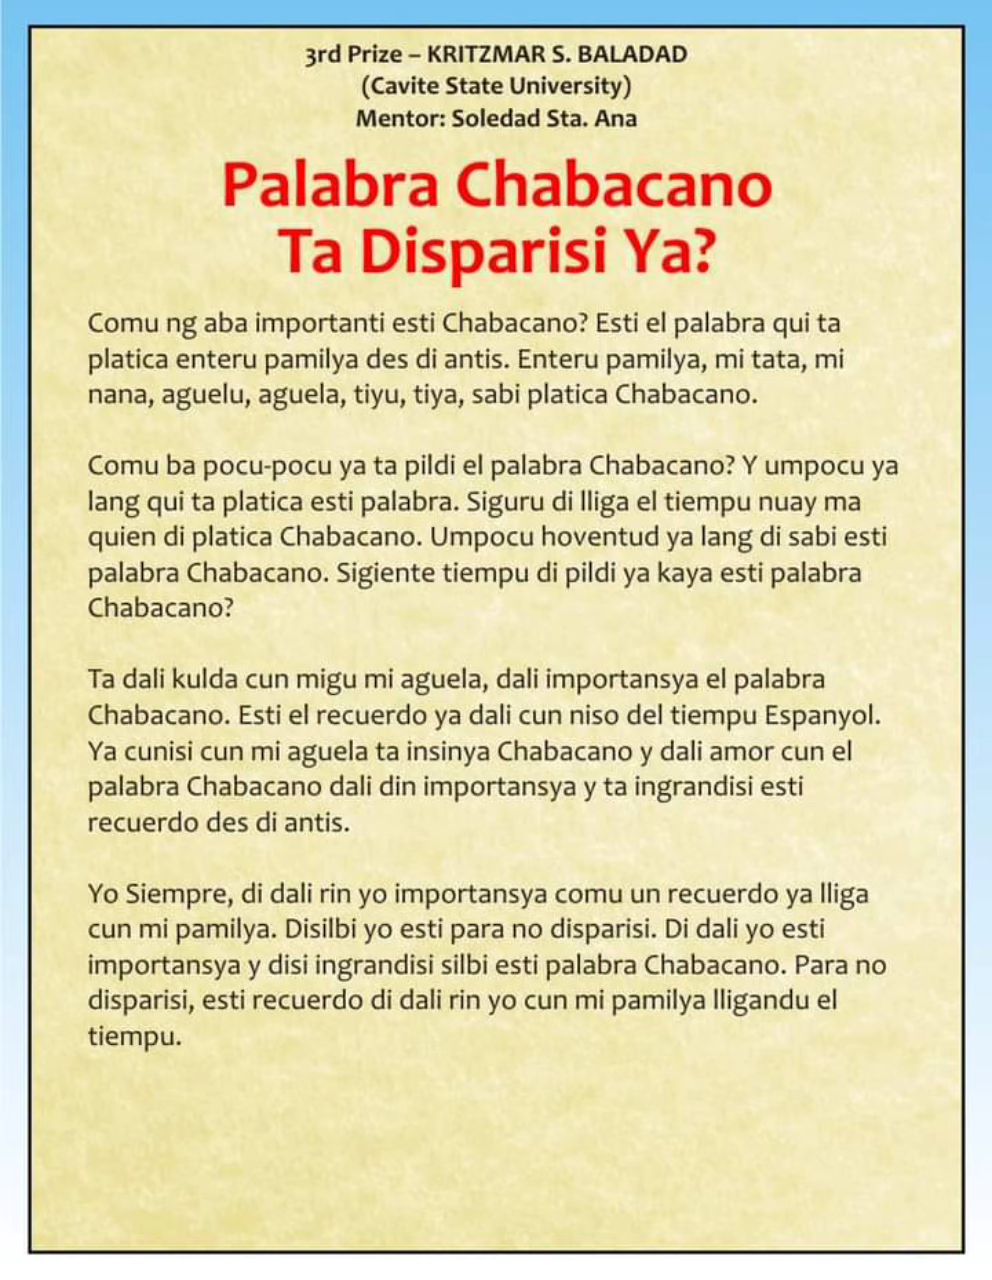 3rd Prize – KRITZMAR S. BALADAD
(Cavite State University)
Mentor: Soledad Sta. Ana
Palabra Chabacano
Ta Disparisi Ya?
Comu ng aba importanti esti Chabacano? Esti el palabra qui ta
platica enteru pamilya des di antis. Enteru pamilya, mi tata, mi
nana, aguelu, aguela, tiyu, tiya, sabi platica Chabacano.
Comu ba pocu-pocu ya ta pildi el palabra Chabacano? Y umpocu ya
lang qui ta platica esti palabra. Siguru di lliga el tiempu nuay ma
quien di platica Chabacano. Umpocu hoventud ya lang di sabi esti
palabra Chabacano. Sigiente tiempu di pildi ya kaya esti palabra
Chabacano?
Ta dali kulda cun migu mi aguela, dali importansya el palabra
Chabacano. Esti el recuerdo ya dali cun niso del tiempu Espanyol.
Ya cunisi cun mi aguela ta insinya Chabacano y dali amor cun el
palabra Chabacano dali din importansya y ta ingrandisi esti
recuerdo des di antis.
Yo Siempre, di dali rin yo importansya comu un recuerdo ya lliga
cun mi pamilya. Disilbi yo esti para no disparisi. Di dali yo esti
importansya y disi ingrandisi silbi esti palabra Chabacano. Para no
disparisi, esti recuerdo di dali rin yo cun mi pamilya lligandu el
tiempu.